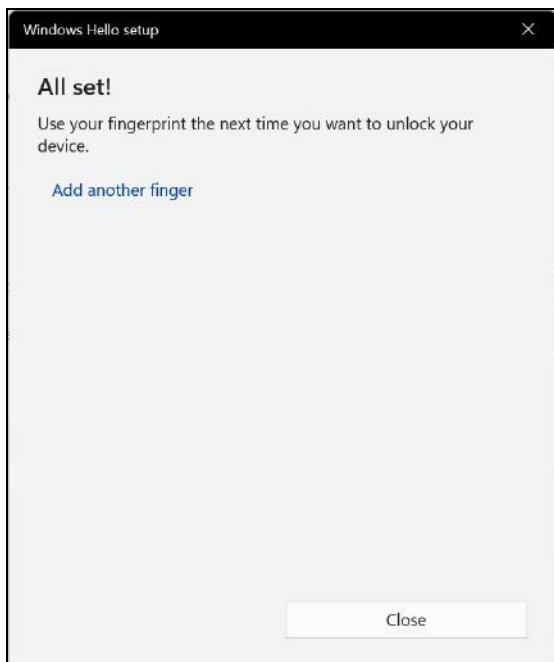 Windows Hello setup
All set!
Use your fingerprint the next time you want to unlock your
device.
Add another finger
Close